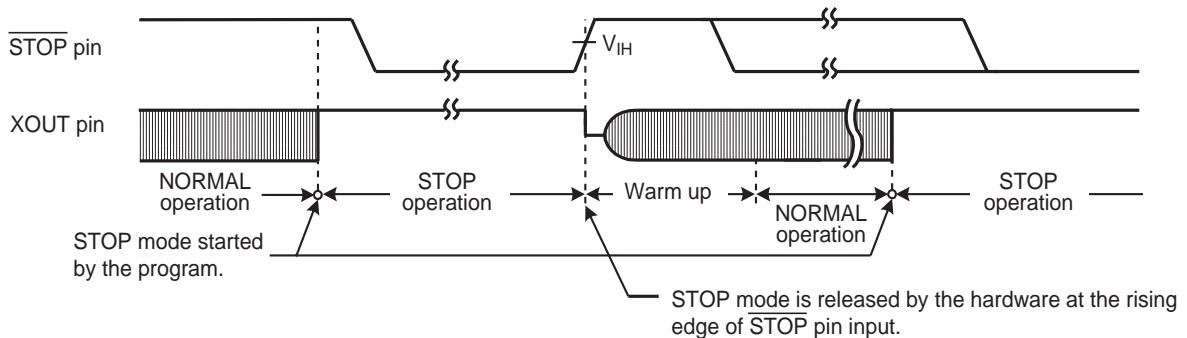 STOP pin
VIH
XOUT pin
NORMAL
operation
STOP
operation
Warm up
NORMAL
operation
STOP
operation
STOP mode started
by the program.
STOP mode is released by the hardware at the rising
edge of STOP pin input.